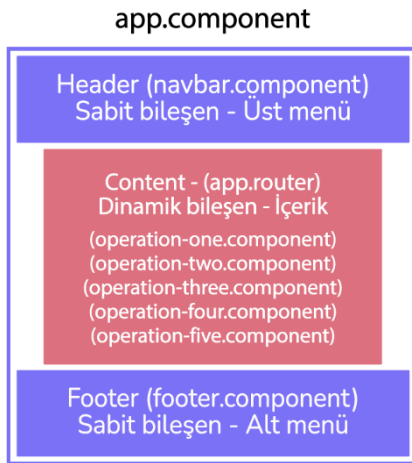 app.component
Header (navbar.component)
Sabit bileşen - Üst menü
Content - (app.router)
Dinamik bileşen - İçerik
(operation-one.component)
(operation-two.component)
(operation-three.component)
(operation-four.component)
(operation-five.component)
Footer (footer.component)
Sabit bileşen - Alt menü